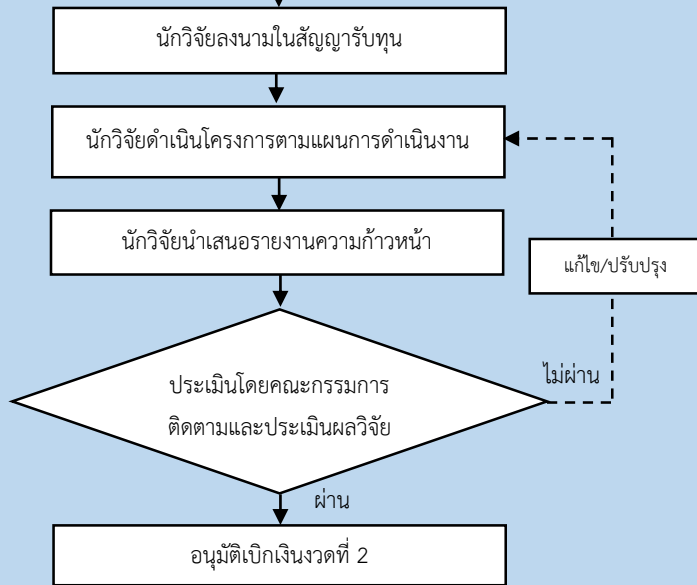 นักวิจัยลงนามในสัญญารับทุน
นักวิจัยดำเนินโครงการตามแผนการดำเนินงาน
นักวิจัยนำเสนอรายงานความก้าวหน้า
แก้ไข/ปรับปรุง
ประเมินโดยคณะกรรมการ
ติดตามและประเมินผลวิจัย
ไม่ผ่าน
ผ่าน
อนุมัติเบิกเงินงวดที่ 2